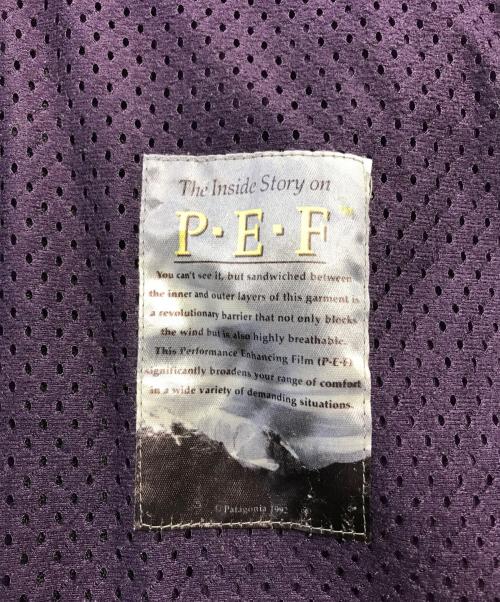 The Inside Story on
P·E·F™
You can't see it, but sandwiched between
the inner and outer layers of this garment is
a revolutionary barrier that not only blocks
the wind but is also highly breathable.
This Performance Enhancing Film (P·E·F)
significantly broadens your range of comfort
in a wide variety of demanding situations.
© Patagonia